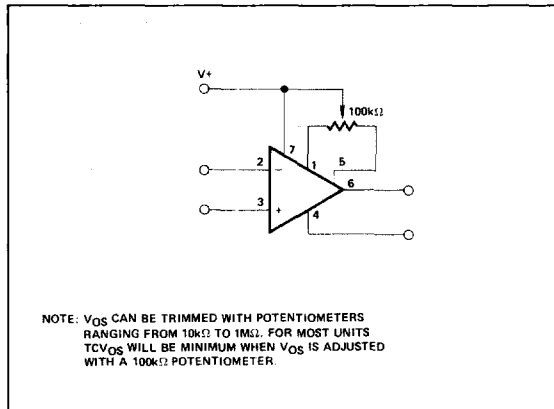 V+
100kΩ
7
1
5
2
−
6
3
+
4
NOTE: VOS CAN BE TRIMMED WITH POTENTIOMETERS
RANGING FROM 10kΩ TO 1MΩ. FOR MOST UNITS
TCVOS WILL BE MINIMUM WHEN VOS IS ADJUSTED
WITH A 100kΩ POTENTIOMETER.